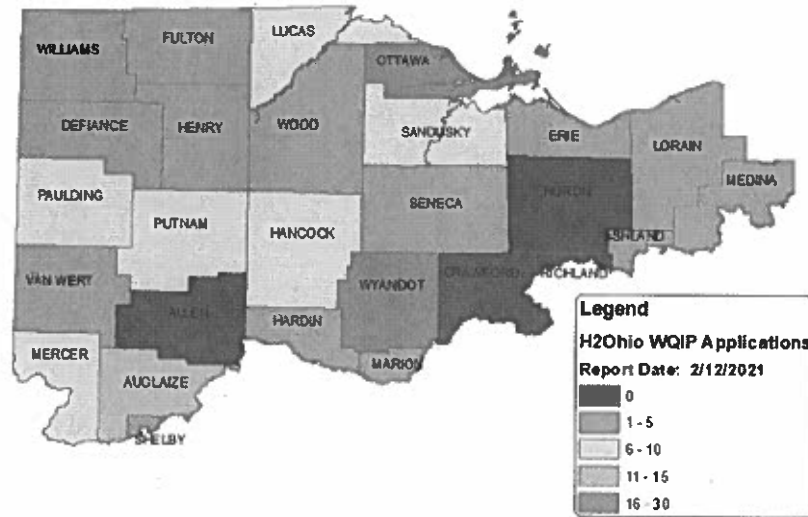 LUCAS
FULTON
WILLIAMS
OTTAWA
DEFIANCE
HENRY
WOOD
SANDUSKY
ERIE
LORAIN
MEDINA
HURON
PAULDING
PUTNAM
HANCOCK
SENECA
ASHLAND
VAN WERT
ALLEN
WYANDOT
CRAWFORD
RICHLAND
HARDIN
MERCER
AUGLAIZE
MARION
SHELBY
Legend
H2Ohio WQIP Applications
Report Date: 2/12/2021
0
1 - 5
6 - 10
11 - 15
16 - 30